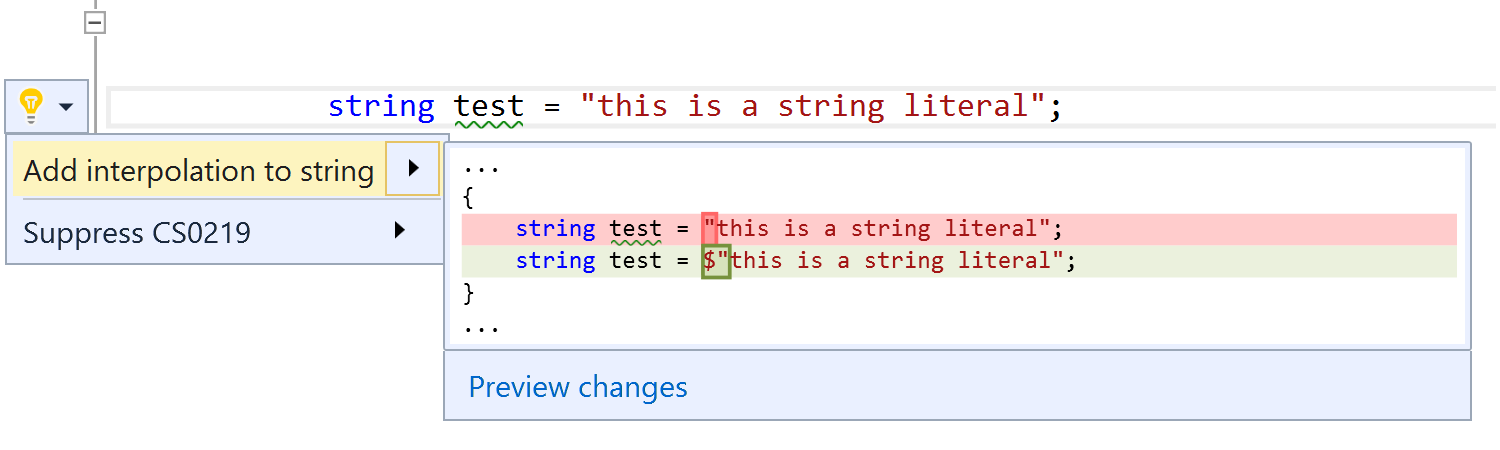 string test = "this is a string literal";
Add interpolation to string
Suppress CS0219
...
{
string test = "this is a string literal";
string test = $"this is a string literal";
}
...
Preview changes